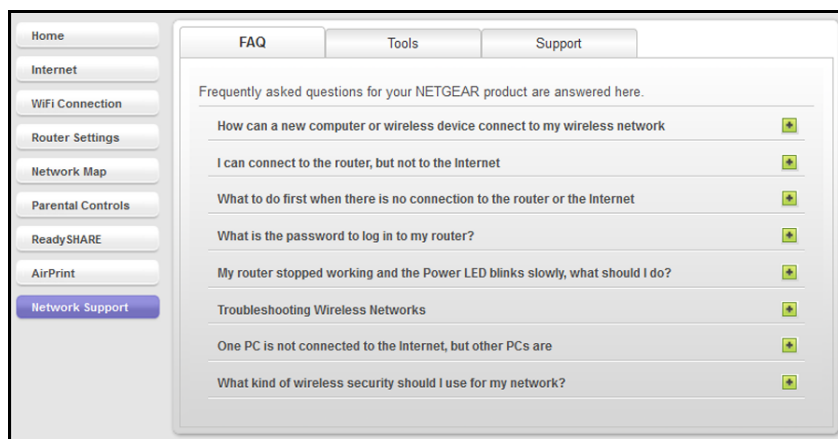 Home
Internet
WiFi Connection
Router Settings
Network Map
Parental Controls
ReadySHARE
AirPrint
Network Support
FAQ
Tools
Support
Frequently asked questions for your NETGEAR product are answered here.
How can a new computer or wireless device connect to my wireless network
I can connect to the router, but not to the Internet
What to do first when there is no connection to the router or the Internet
What is the password to log in to my router?
My router stopped working and the Power LED blinks slowly, what should I do?
Troubleshooting Wireless Networks
One PC is not connected to the Internet, but other PCs are
What kind of wireless security should I use for my network?